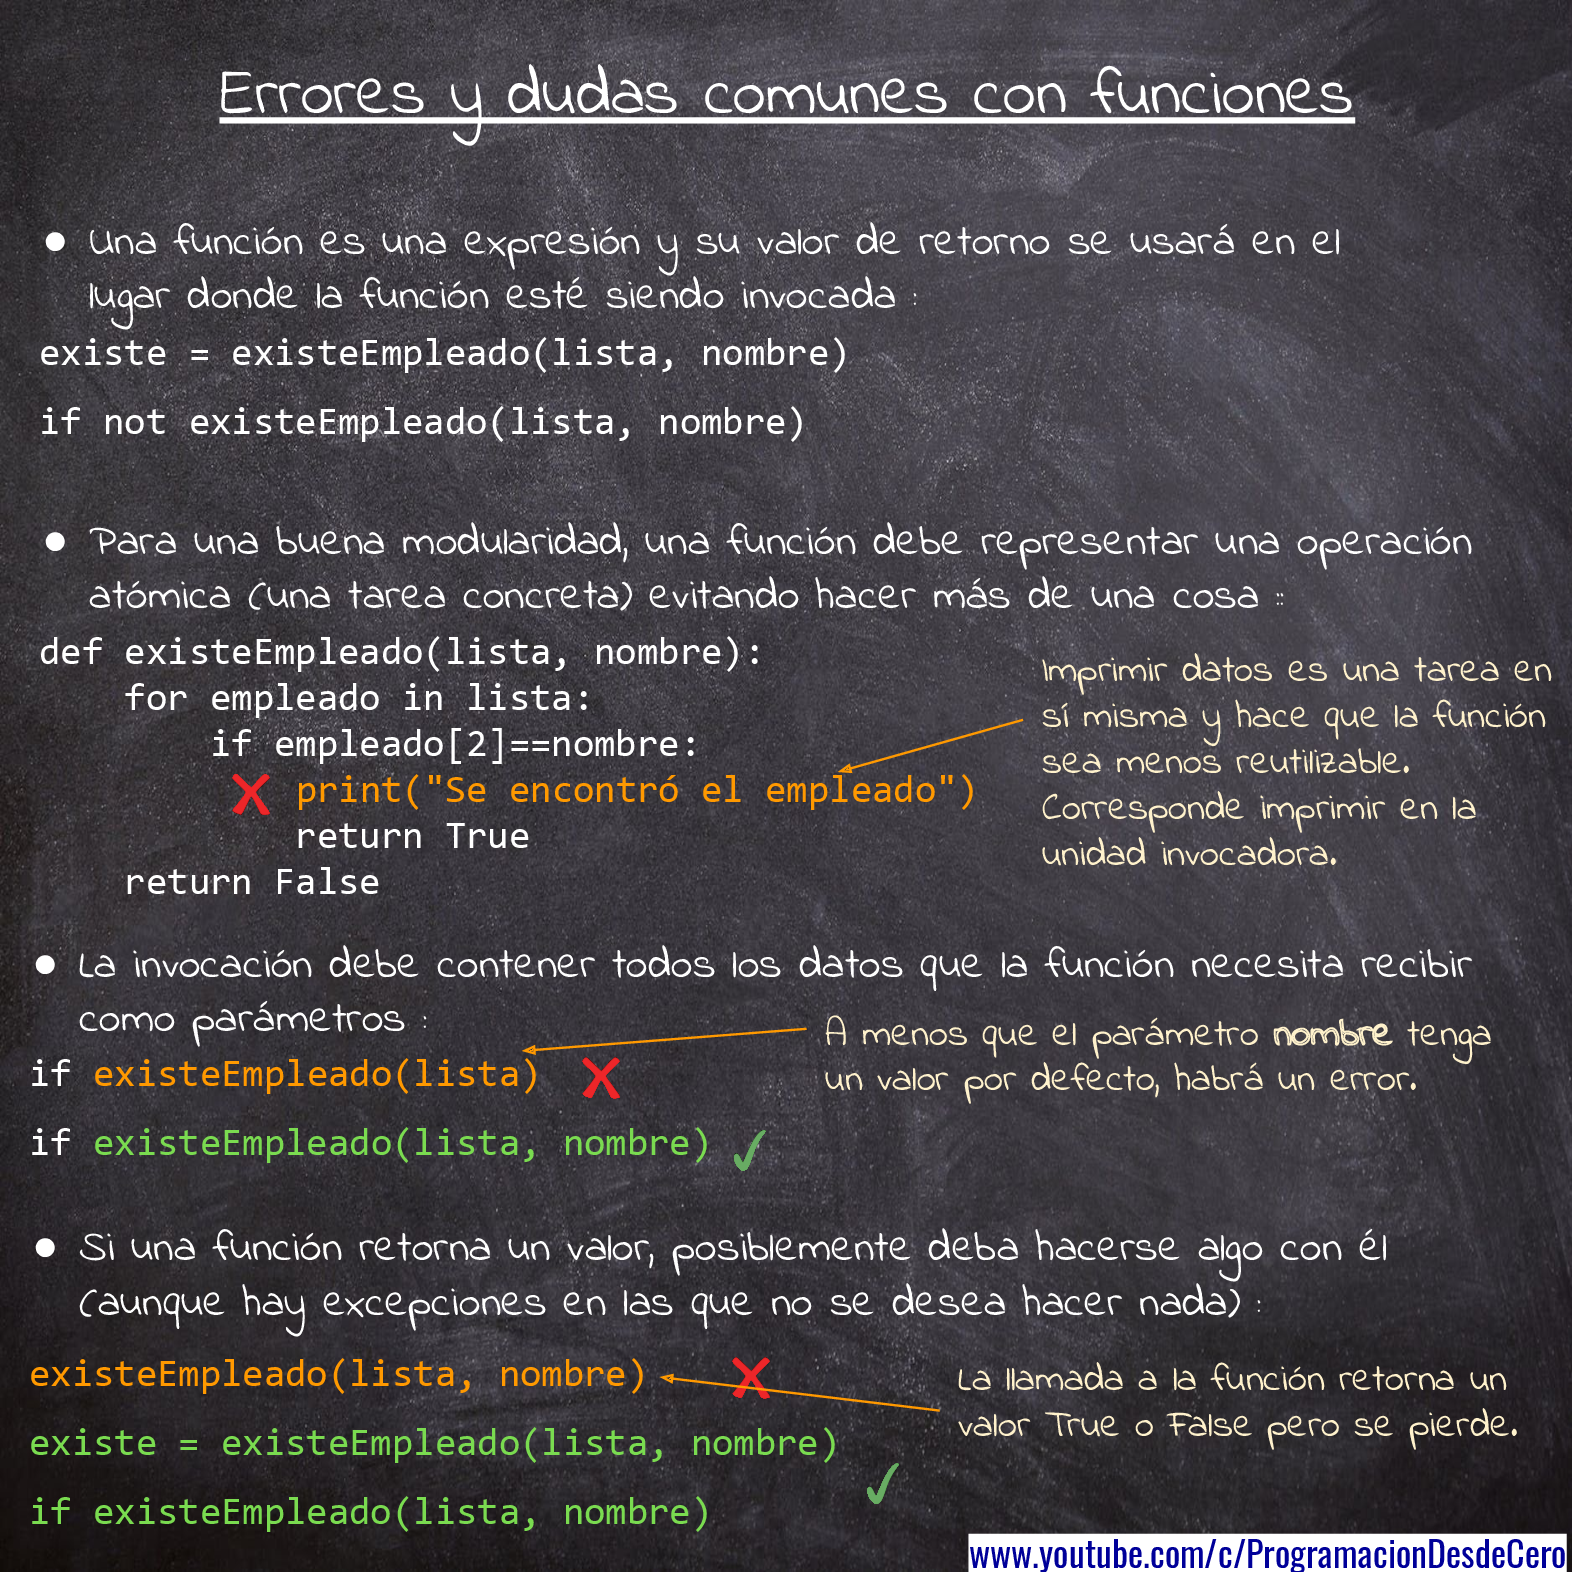 Errores y dudas comunes con funciones
● Una función es una expresión y su valor de retorno se usará en el
lugar donde la función esté siendo invocada :
existe = existeEmpleado(lista, nombre)
if not existeEmpleado(lista, nombre)
● Para una buena modularidad, una función debe representar una operación
atómica (una tarea concreta) evitando hacer más de una cosa ::
def existeEmpleado(lista, nombre):
    for empleado in lista:
        if empleado[2]==nombre:
            print("Se encontró el empleado")
            return True
    return False
Imprimir datos es una tarea en
sí misma y hace que la función
sea menos reutilizable.
Corresponde imprimir en la
unidad invocadora.
● La invocación debe contener todos los datos que la función necesita recibir
como parámetros :
if existeEmpleado(lista)
A menos que el parámetro nombre tenga
un valor por defecto, habrá un error.
if existeEmpleado(lista, nombre)
● Si una función retorna un valor, posiblemente deba hacerse algo con él
(aunque hay excepciones en las que no se desea hacer nada) :
existeEmpleado(lista, nombre)
La llamada a la función retorna un
valor True o False pero se pierde.
existe = existeEmpleado(lista, nombre)
if existeEmpleado(lista, nombre)
www.youtube.com/c/ProgramacionDesdeCero